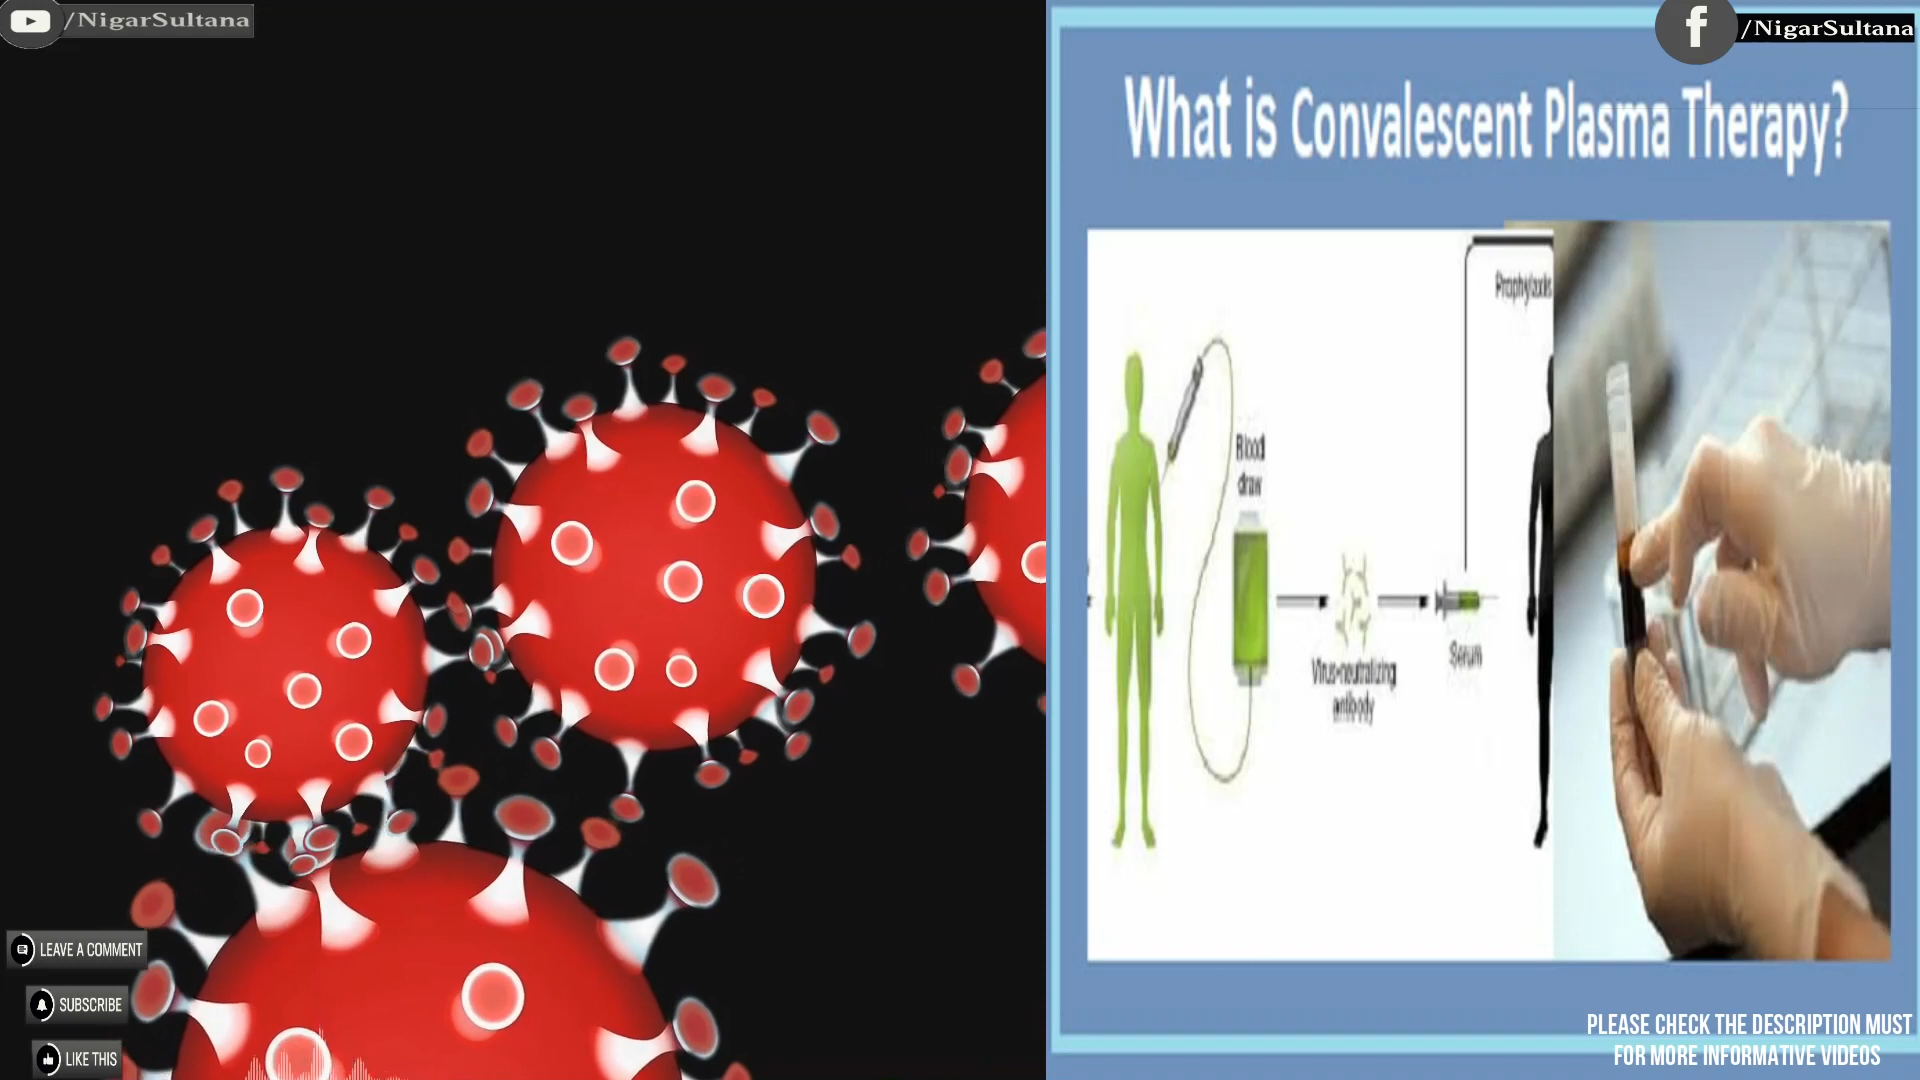 /NigarSultana
/NigarSultana
What is Convalescent Plasma Therapy?
Prophylaxis
Blood
draw
Virus-neutralizing
antibody
Serum
LEAVE A COMMENT
SUBSCRIBE
LIKE THIS
PLEASE CHECK THE DESCRIPTION MUST
FOR MORE INFORMATIVE VIDEOS